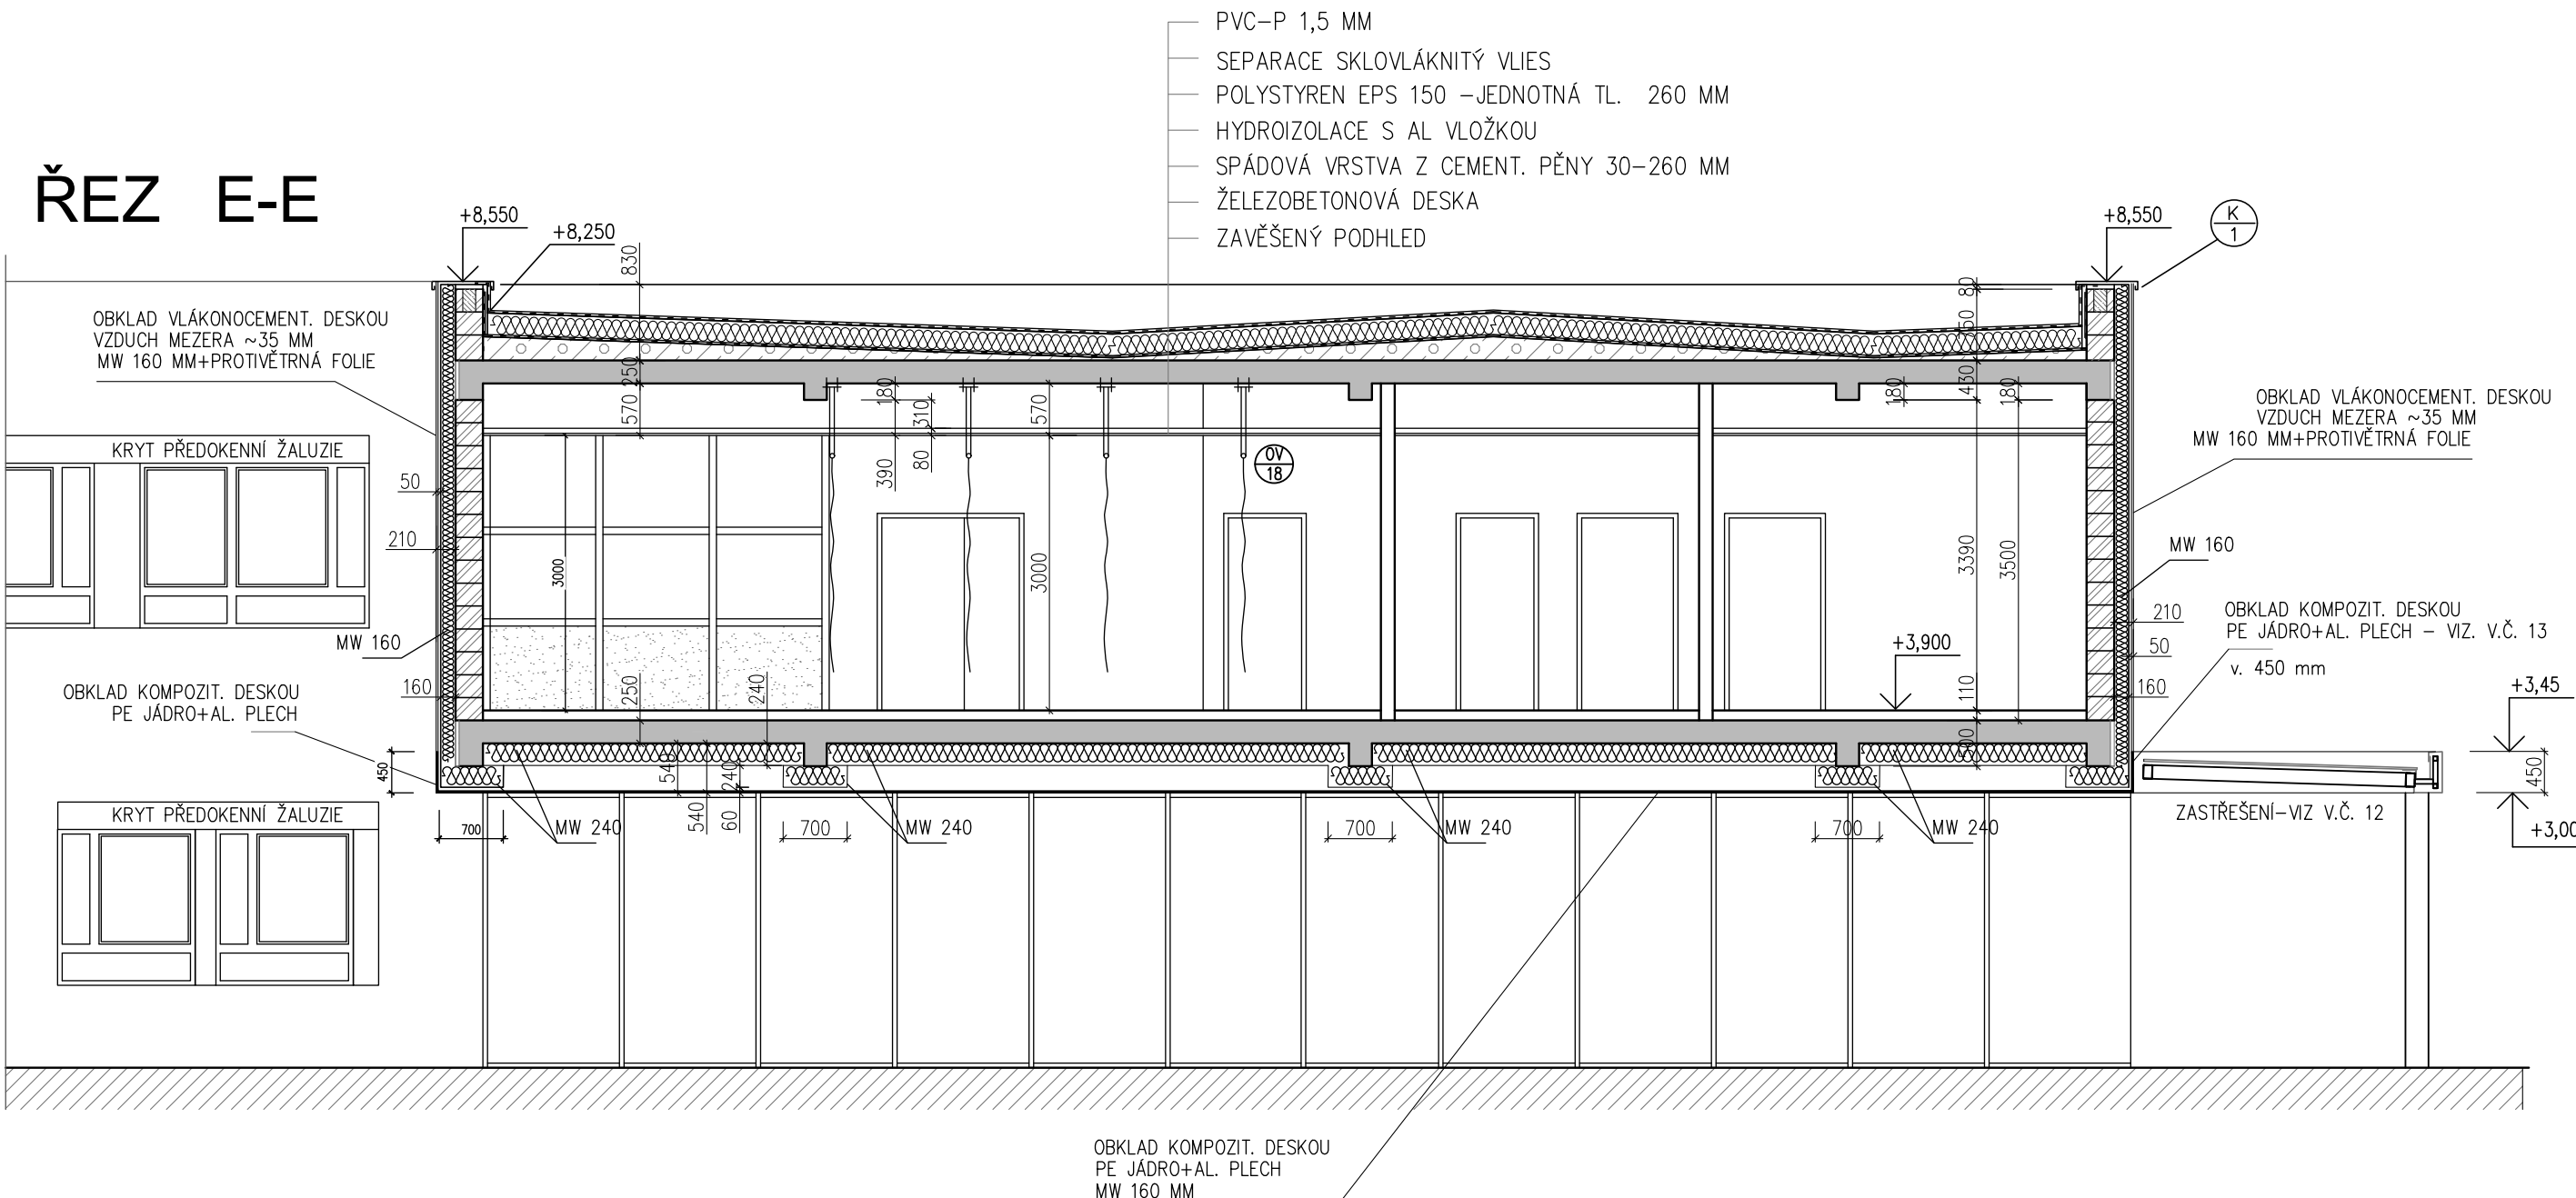 PVC-P 1,5 MM
SEPARACE SKLOVLÁKNITÝ VLIES
POLYSTYREN EPS 150 -JEDNOTNÁ TL. 260 MM
HYDROIZOLACE S AL VLOŽKOU
SPÁDOVÁ VRSTVA Z CEMENT. PĚNY 30-260 MM
ŽELEZOBETONOVÁ DESKA
ZAVĚŠENÝ PODHLED
ŘEZ E-E
+8,550
+8,250
830
+8,550
K
1
80
OBKLAD VLÁKONOCEMENT. DESKOU
VZDUCH MEZERA ~35 MM
MW 160 MM+PROTIVĚTRNÁ FOLIE
250
570
180
310
390
80
570
430
180
180
OBKLAD VLÁKONOCEMENT. DESKOU
VZDUCH MEZERA ~35 MM
MW 160 MM+PROTIVĚTRNÁ FOLIE
KRYT PŘEDOKENNÍ ŽALUZIE
OV
18
50
210
3000
3000
3390
3500
MW 160
210
50
160
MW 160
160
OBKLAD KOMPOZIT. DESKOU
PE JÁDRO+AL. PLECH - VIZ. V.Č. 13
v. 450 mm
+3,900
110
+3,45
OBKLAD KOMPOZIT. DESKOU
PE JÁDRO+AL. PLECH
250
240
450
540
240
540
60
450
KRYT PŘEDOKENNÍ ŽALUZIE
700
MW 240
700
MW 240
700
MW 240
700
MW 240
ZASTŘEŠENÍ-VIZ V.Č. 12
+3,00
OBKLAD KOMPOZIT. DESKOU
PE JÁDRO+AL. PLECH
MW 160 MM